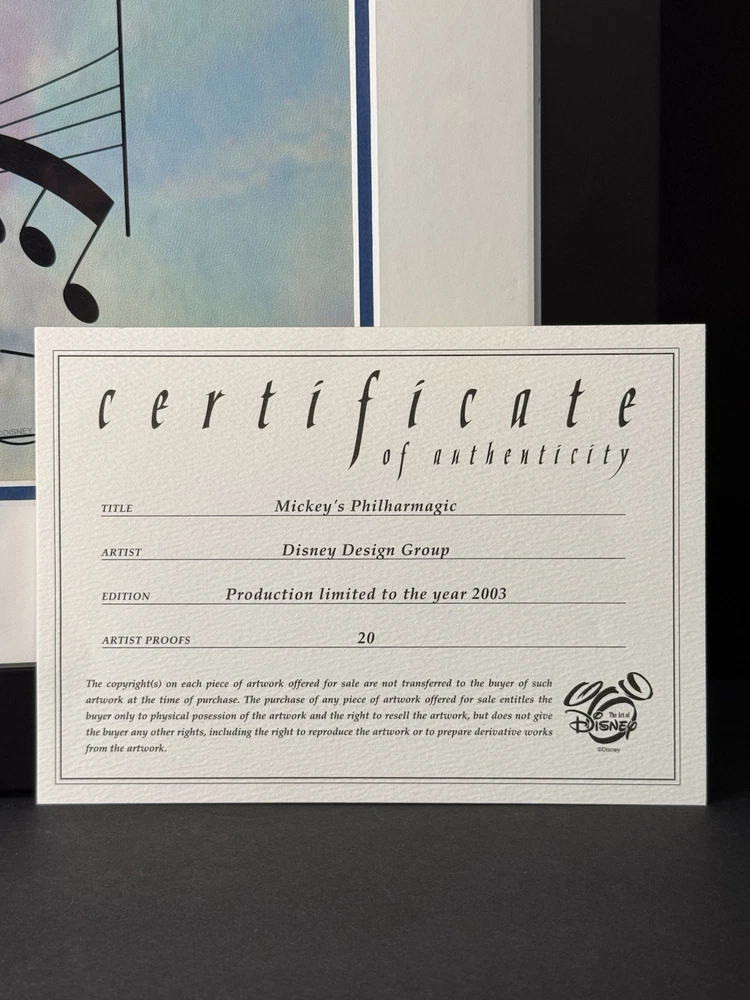 ©DISNEY
certificate
of authenticity
TITLE Mickey's Philharmagic
ARTIST Disney Design Group
EDITION Production limited to the year 2003
ARTIST PROOFS 20
The copyright(s) on each piece of artwork offered for sale are not transferred to the buyer of such
artwork at the time of purchase. The purchase of any piece of artwork offered for sale entitles the
buyer only to physical posession of the artwork and the right to resell the artwork, but does not give
the buyer any other rights, including the right to reproduce the artwork or to prepare derivative works
from the artwork.
The Art of
DISNEY
©Disney